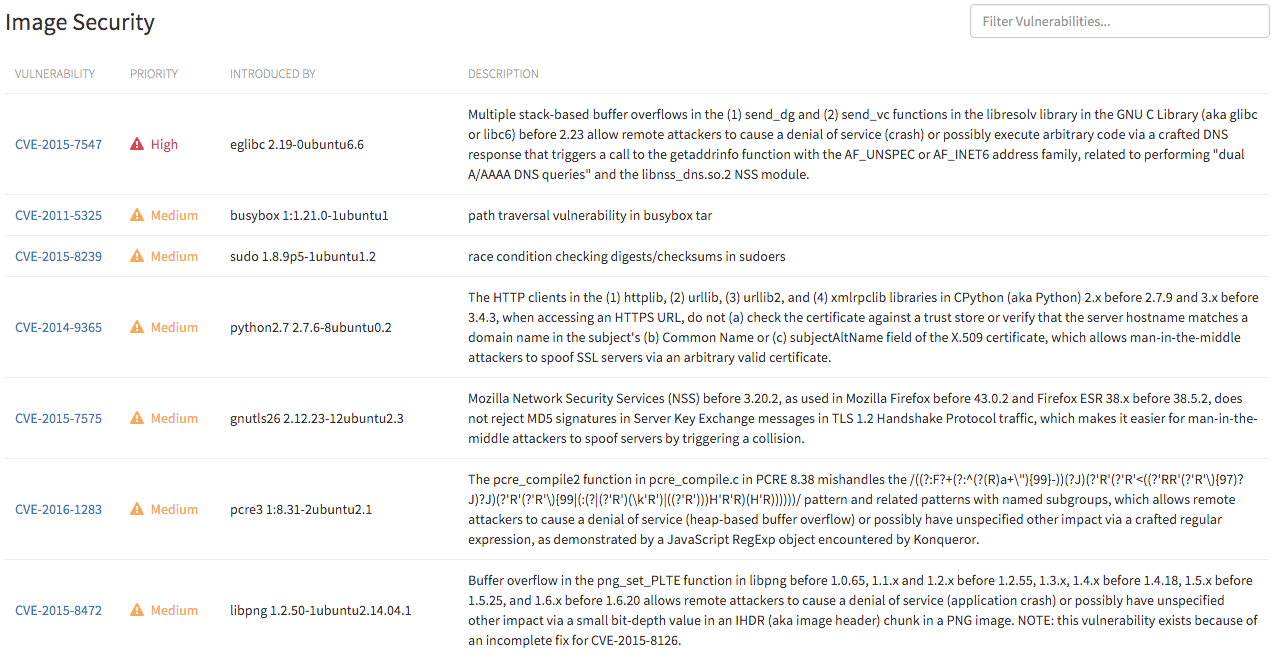 Image Security
Filter Vulnerabilities...
VULNERABILITY PRIORITY INTRODUCED BY DESCRIPTION
Multiple stack-based buffer overflows in the (1) send_dg and (2) send_vc functions in the libresolv library in the GNU C Library (aka glibc
or libc6) before 2.23 allow remote attackers to cause a denial of service (crash) or possibly execute arbitrary code via a crafted DNS
CVE-2015-7547 High eglibc 2.19-0ubuntu6.6
response that triggers a call to the getaddrinfo function with the AF_UNSPEC or AF_INET6 address family, related to performing "dual
A/AAAA DNS queries" and the libnss_dns.so.2 NSS module.
CVE-2011-5325 Medium busybox 1:1.21.0-1ubuntu1 path traversal vulnerability in busybox tar
CVE-2015-8239 Medium sudo 1.8.9p5-1ubuntu1.2 race condition checking digests/checksums in sudoers
The HTTP clients in the (1) httplib, (2) urllib, (3) urllib2, and (4) xmlrpclib libraries in CPython (aka Python) 2.x before 2.7.9 and 3.x before
3.4.3, when accessing an HTTPS URL, do not (a) check the certificate against a trust store or verify that the server hostname matches a
CVE-2014-9365 Medium python2.7 2.7.6-8ubuntu0.2
domain name in the subject's (b) Common Name or (c) subjectAltName field of the X.509 certificate, which allows man-in-the-middle
attackers to spoof SSL servers via an arbitrary valid certificate.
Mozilla Network Security Services (NSS) before 3.20.2, as used in Mozilla Firefox before 43.0.2 and Firefox ESR 38.x before 38.5.2, does
CVE-2015-7575 Medium gnutls26 2.12.23-12ubuntu2.3 not reject MD5 signatures in Server Key Exchange messages in TLS 1.2 Handshake Protocol traffic, which makes it easier for man-in-the-
middle attackers to spoof servers by triggering a collision.
The pcre_compile2 function in pcre_compile.c in PCRE 8.38 mishandles the /((?:F?+(?:^(?(R)a+\"){99}-))(?J)(?'R'(?'R'<((?'RR'(?'R'\){97)?
J)?J)(?'R'(?'R'\){99|(:(?|(?'R')(\k'R')|((?'R')))H'R'R)(H'R))))))/ pattern and related patterns with named subgroups, which allows remote
CVE-2016-1283 Medium pcre3 1:8.31-2ubuntu2.1
attackers to cause a denial of service (heap-based buffer overflow) or possibly have unspecified other impact via a crafted regular
expression, as demonstrated by a JavaScript RegExp object encountered by Konqueror.
Buffer overflow in the png_set_PLTE function in libpng before 1.0.65, 1.1.x and 1.2.x before 1.2.55, 1.3.x, 1.4.x before 1.4.18, 1.5.x before
1.5.25, and 1.6.x before 1.6.20 allows remote attackers to cause a denial of service (application crash) or possibly have unspecified
CVE-2015-8472 Medium libpng 1.2.50-1ubuntu2.14.04.1
other impact via a small bit-depth value in an IHDR (aka image header) chunk in a PNG image. NOTE: this vulnerability exists because of
an incomplete fix for CVE-2015-8126.